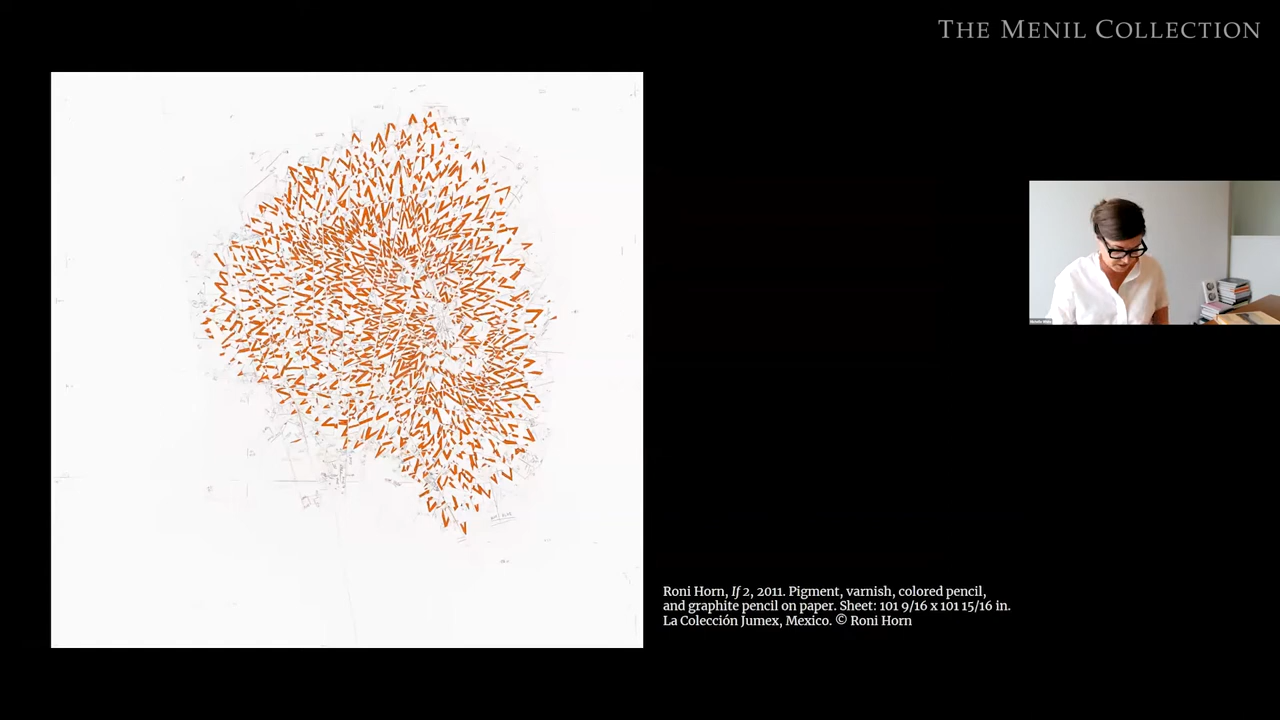 THE MENIL COLLECTION
Roni Horn, If 2, 2011. Pigment, varnish, colored pencil,
and graphite pencil on paper. Sheet: 101 9/16 x 101 15/16 in.
La Colección Jumex, Mexico. © Roni Horn